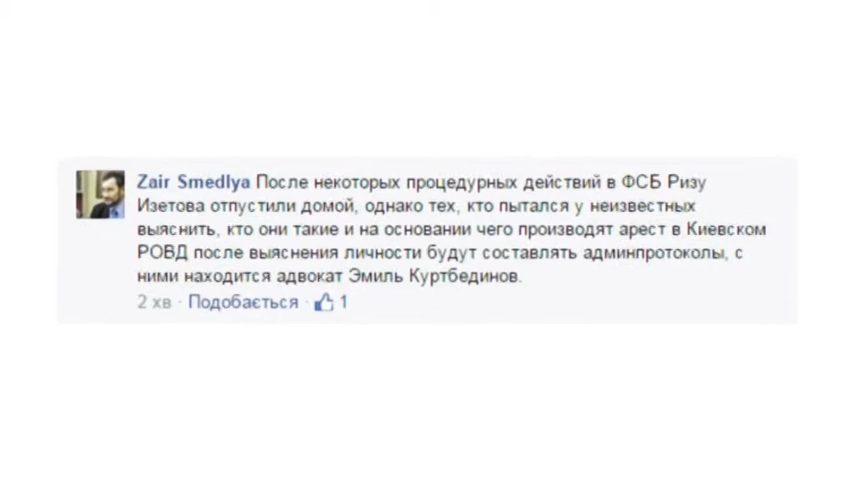 Zair Smedlya После некоторых процедурных действий в ФСБ Ризу
Изетова отпустили домой, однако тех, кто пытался у неизвестных
выяснить, кто они такие и на основании чего производят арест в Киевском
РОВД после выяснения личности будут составлять админпротоколы, с
ними находится адвокат Эмиль Куртбединов.
2 хв · Подобається · 1